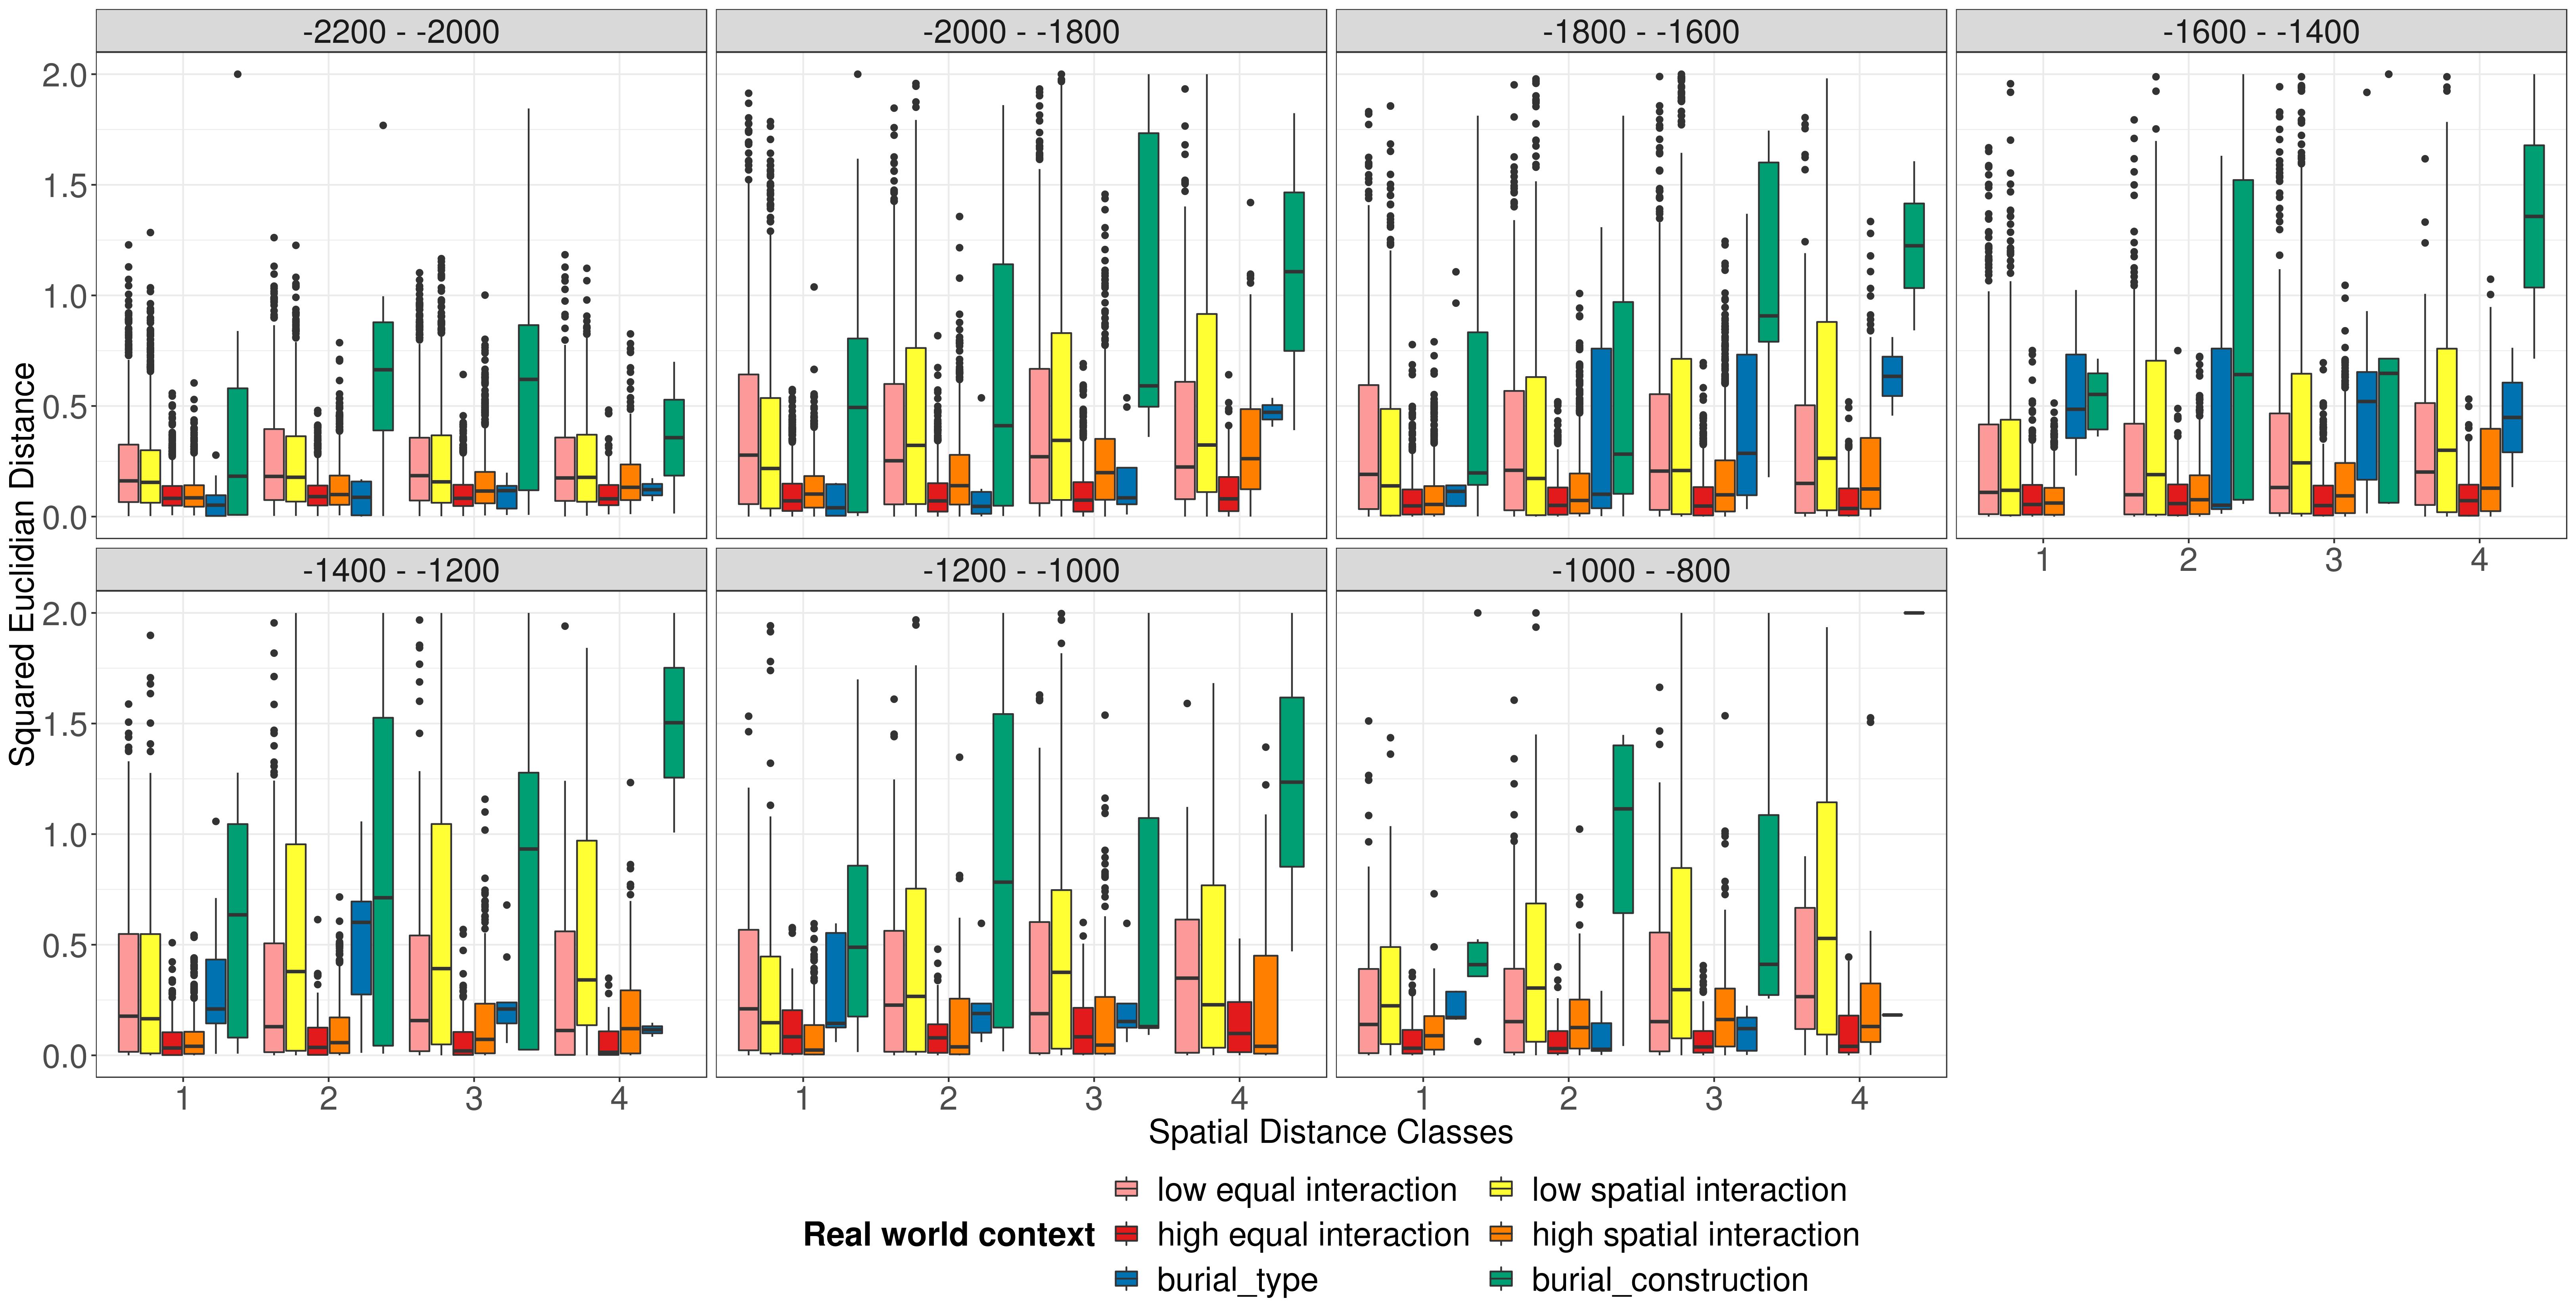 -2200 - -2000
-2000 - -1800
-1800 - -1600
-1600 - -1400
2.0
1.5
1.0
0.5
0.0
1 2 3 4
-1400 - -1200
-1200 - -1000
-1000 - -800
2.0
1.5
1.0
0.5
0.0
1 2 3 4
1 2 3 4
1 2 3 4
Squared Euclidian Distance
Spatial Distance Classes
Real world context
low equal interaction
high equal interaction
burial_type
low spatial interaction
high spatial interaction
burial_construction